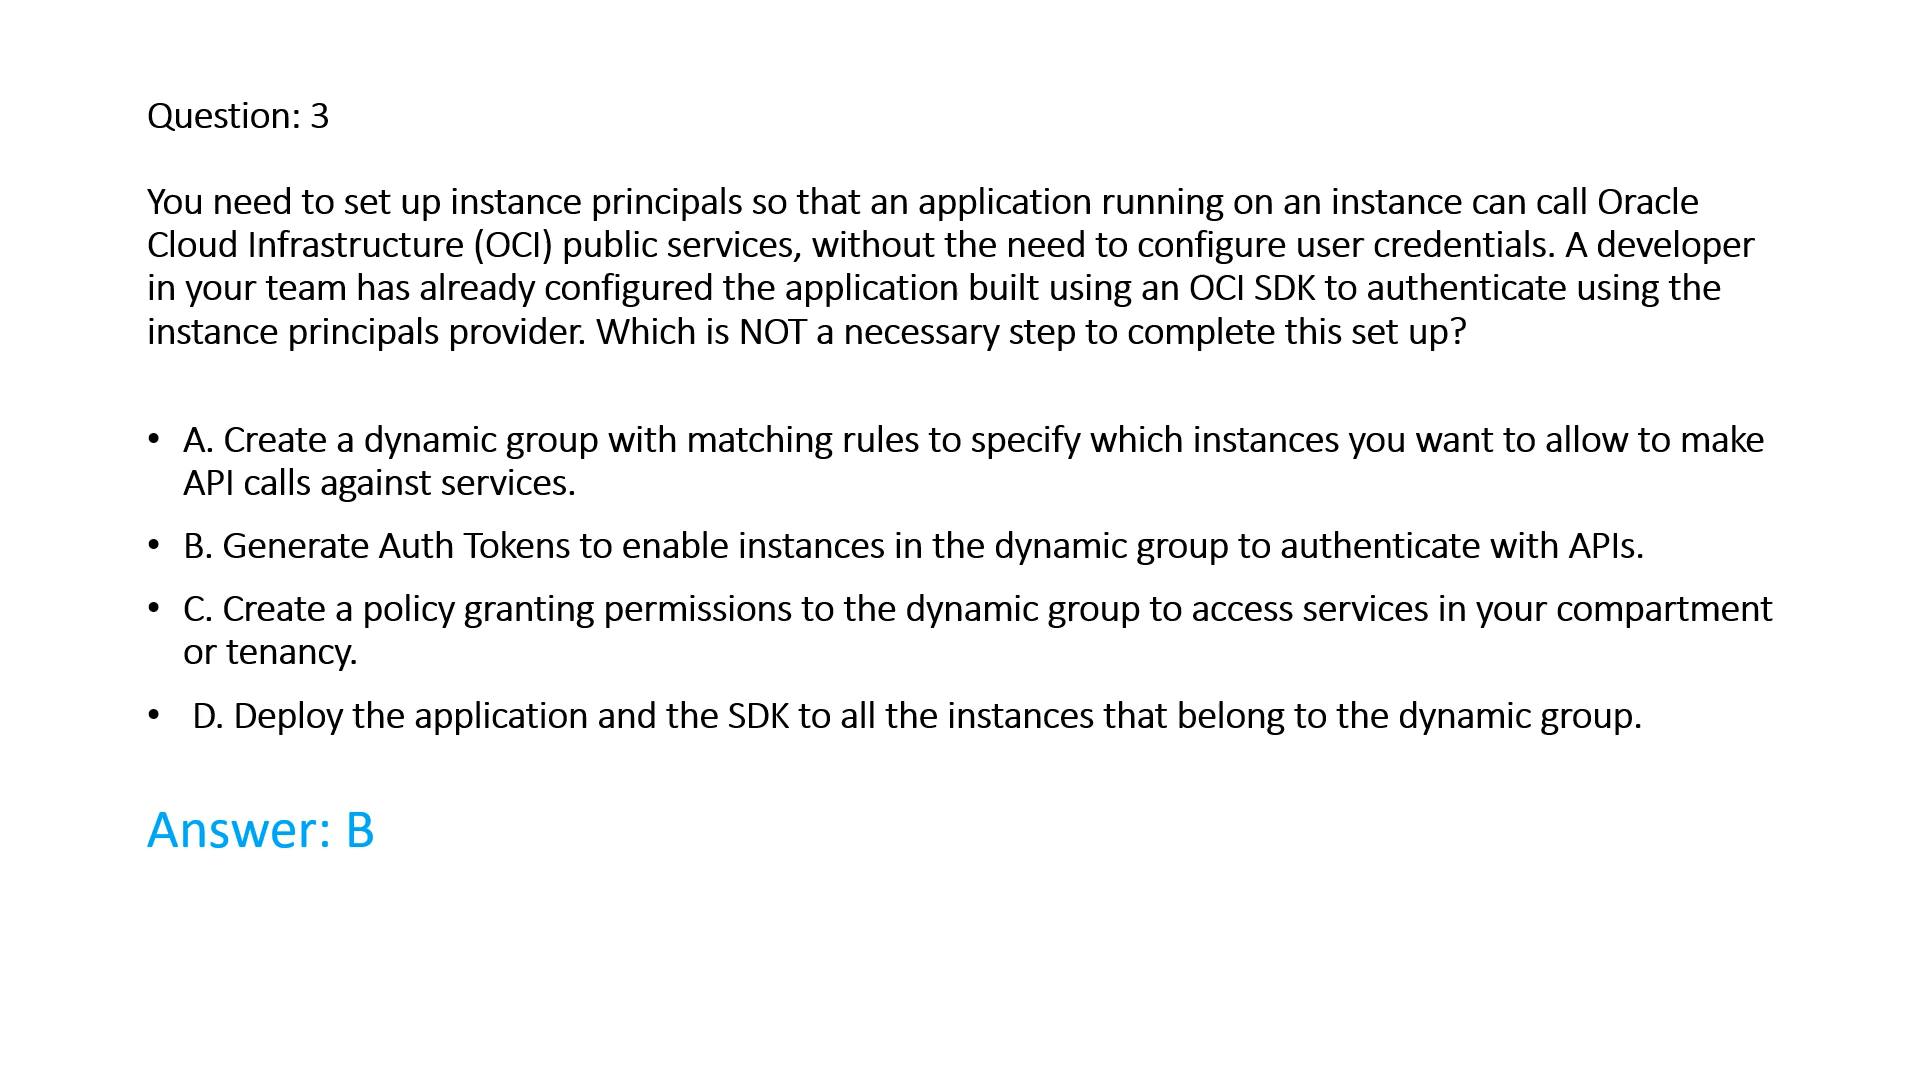 Question: 3
You need to set up instance principals so that an application running on an instance can call Oracle
Cloud Infrastructure (OCI) public services, without the need to configure user credentials. A developer
in your team has already configured the application built using an OCI SDK to authenticate using the
instance principals provider. Which is NOT a necessary step to complete this set up?
• A. Create a dynamic group with matching rules to specify which instances you want to allow to make
API calls against services.
• B. Generate Auth Tokens to enable instances in the dynamic group to authenticate with APIs.
• C. Create a policy granting permissions to the dynamic group to access services in your compartment
or tenancy.
• D. Deploy the application and the SDK to all the instances that belong to the dynamic group.
Answer: B